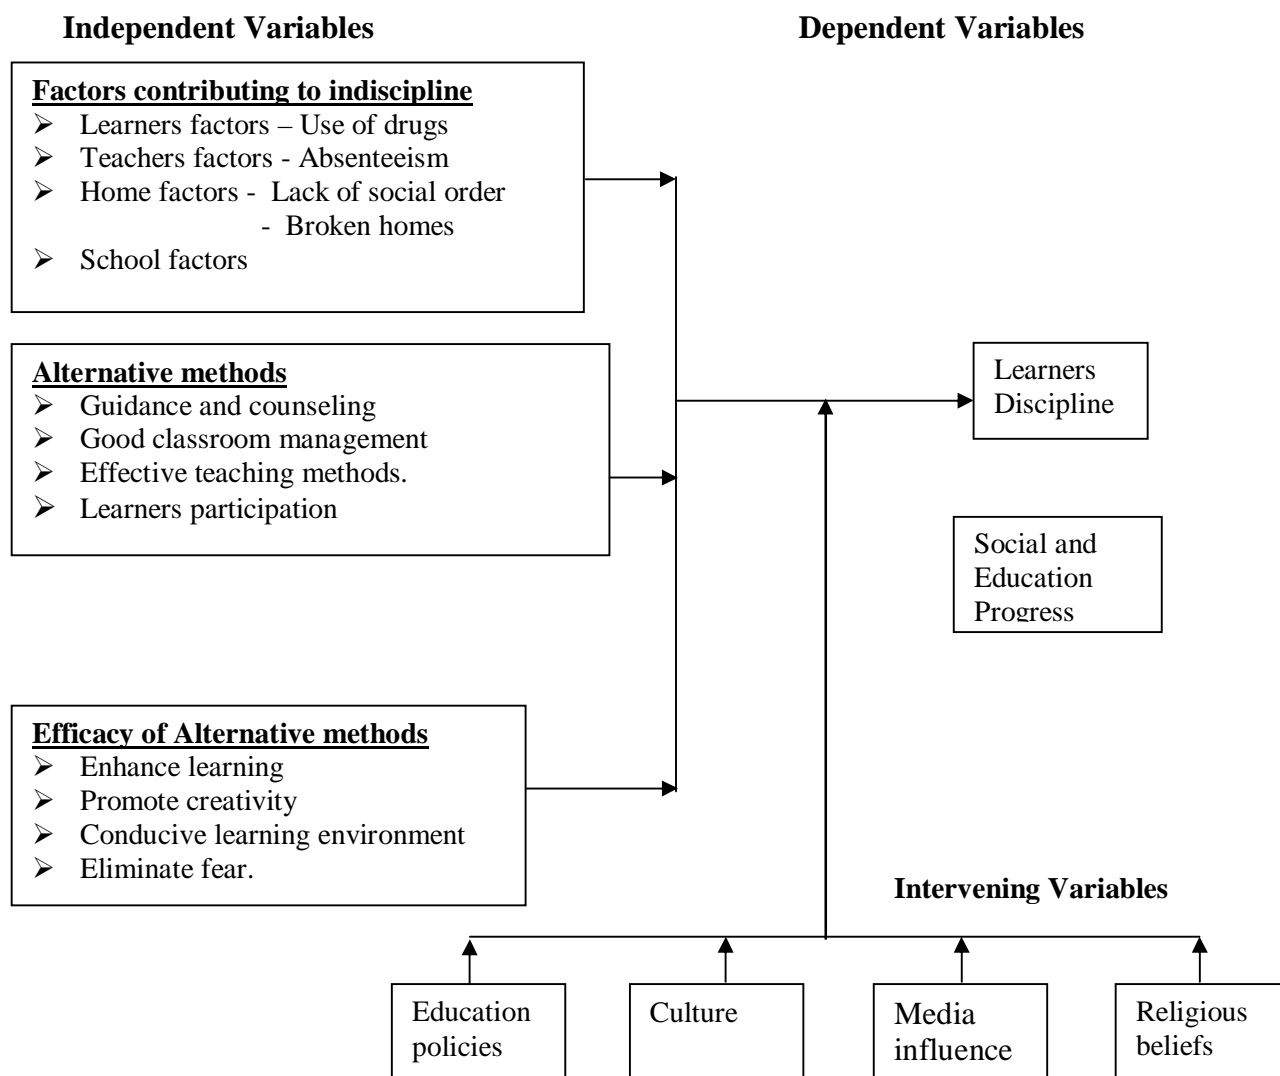 Independent Variables
Dependent Variables
Factors contributing to indiscipline
➢ Learners factors – Use of drugs
➢ Teachers factors - Absenteeism
➢ Home factors - Lack of social order
- Broken homes
➢ School factors
Alternative methods
➢ Guidance and counseling
➢ Good classroom management
➢ Effective teaching methods.
➢ Learners participation
Learners
Discipline
Social and
Education
Progress
Efficacy of Alternative methods
➢ Enhance learning
➢ Promote creativity
➢ Conducive learning environment
➢ Eliminate fear.
Intervening Variables
Education
policies
Culture
Media
influence
Religious
beliefs